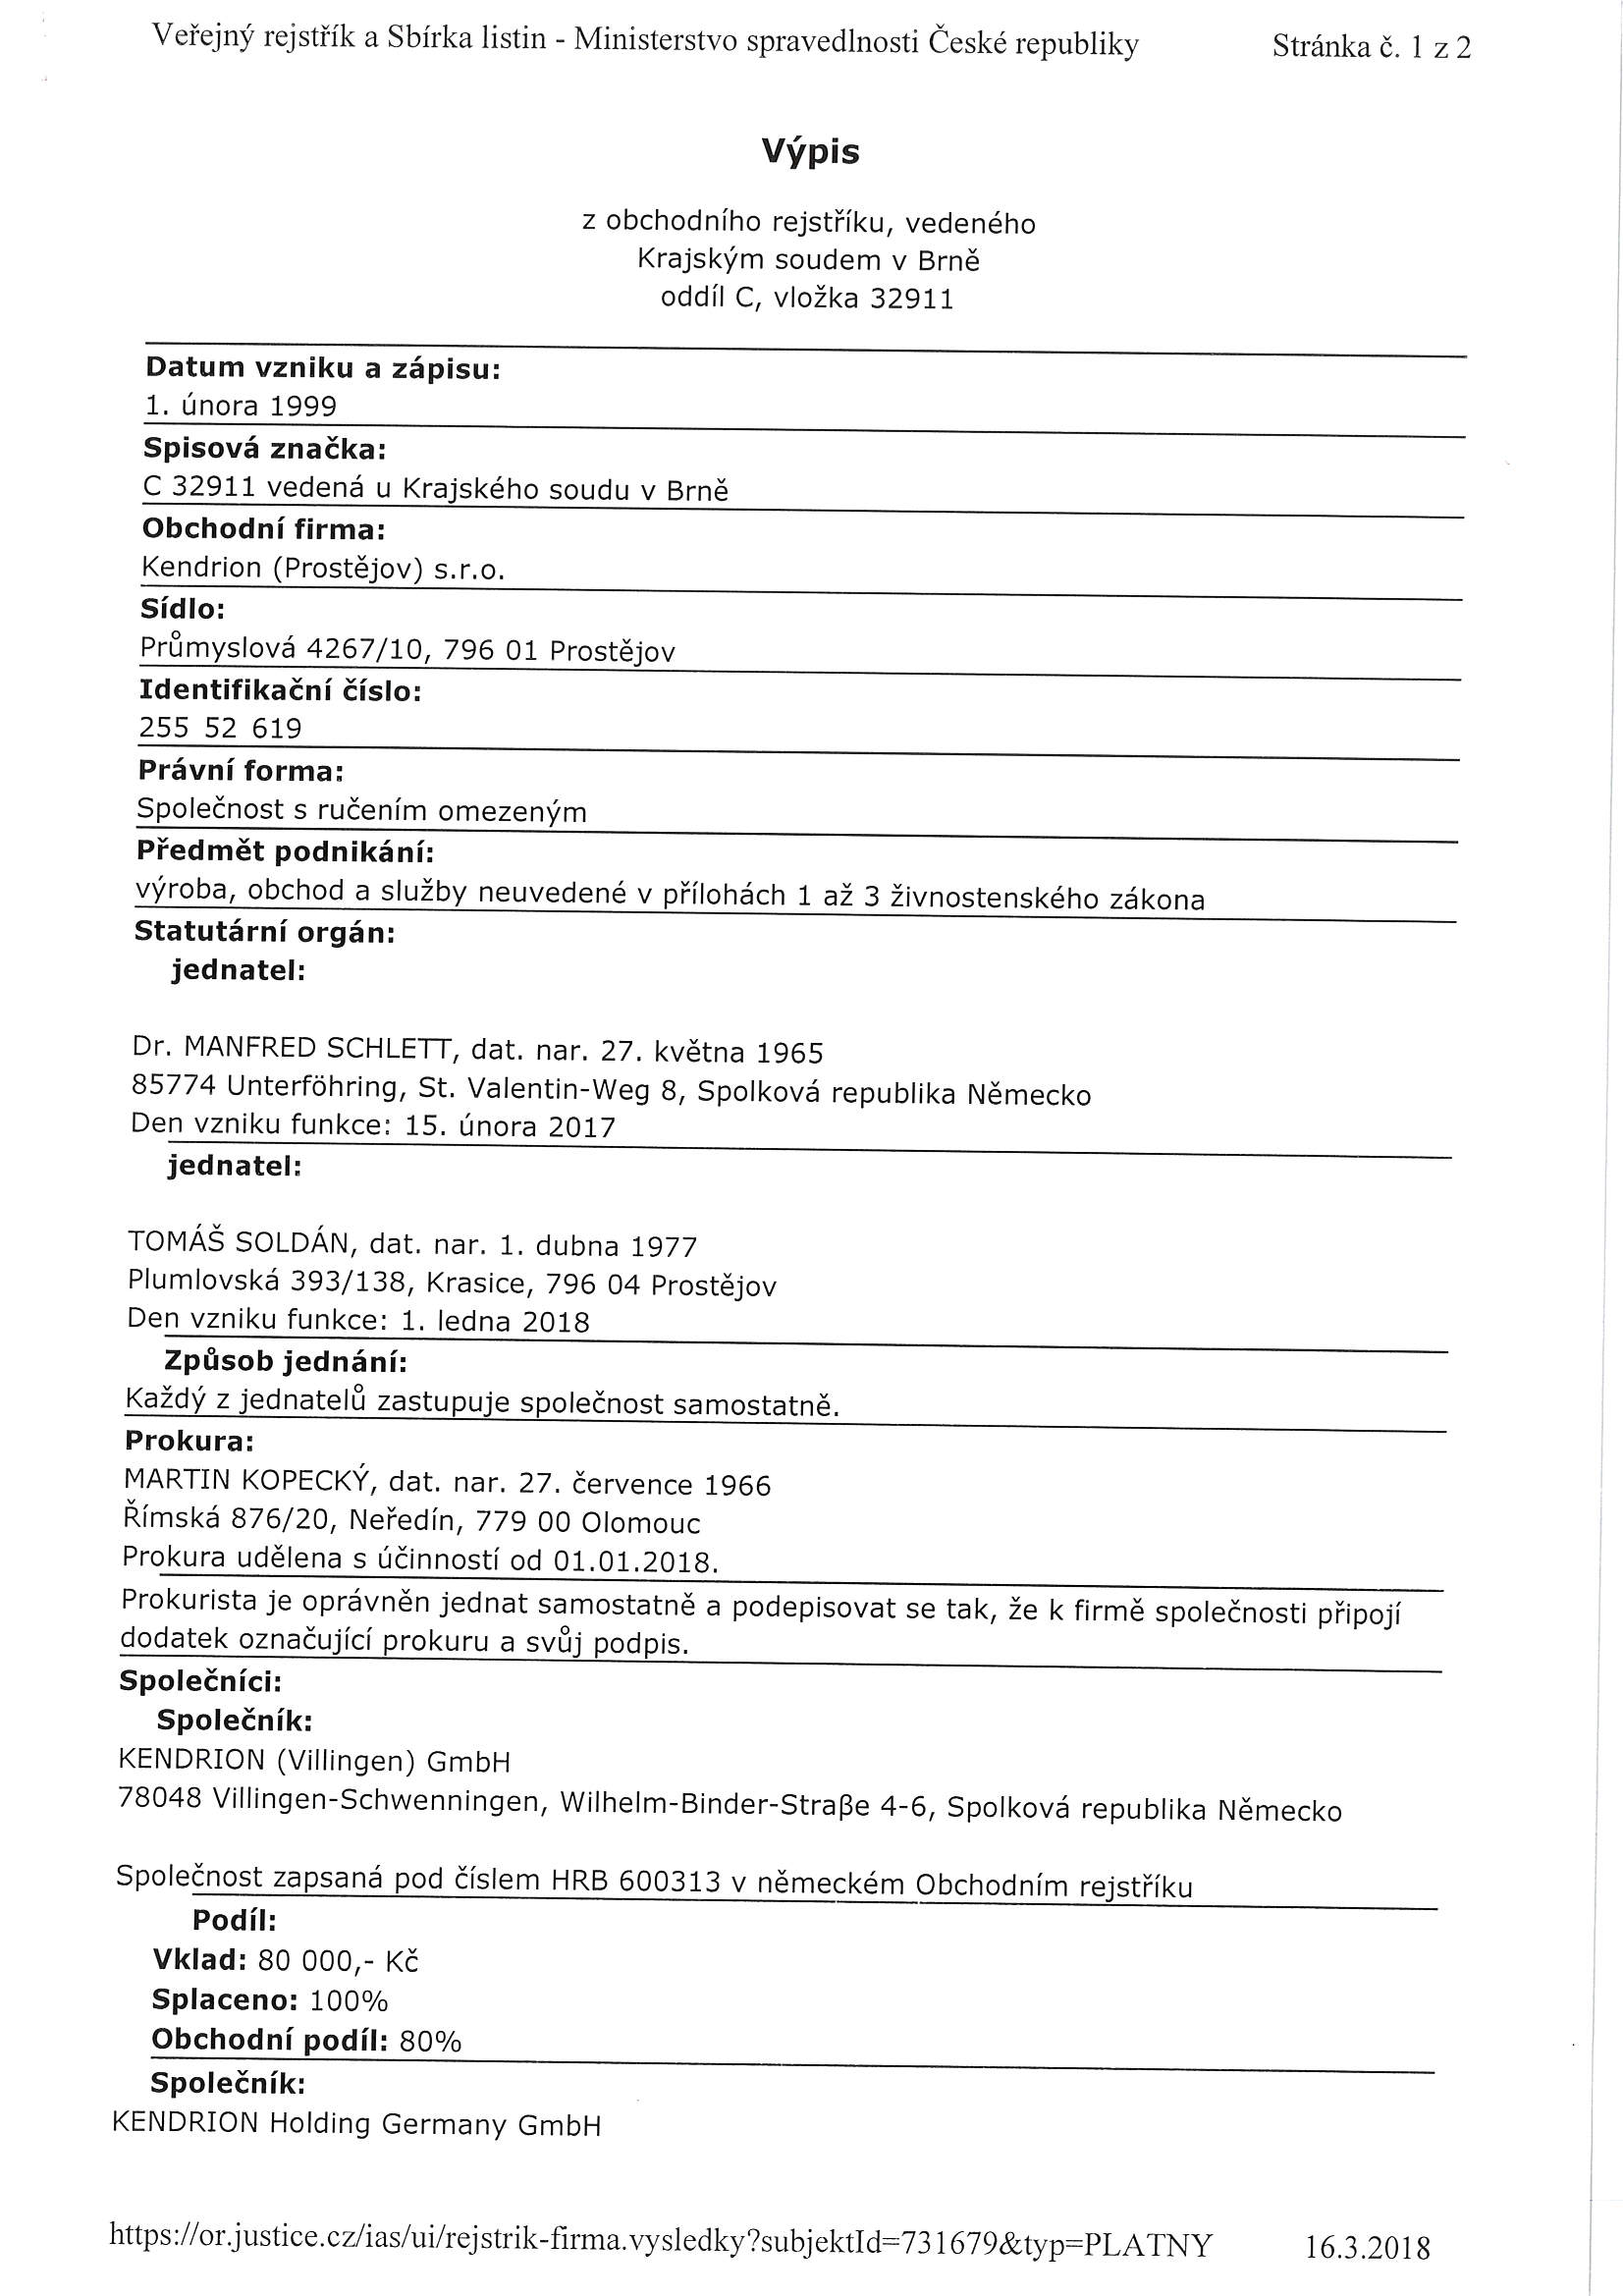 Veřejný rejstřík a Sbírka listin - Ministerstvo spravedlnosti České republiky Stránka č. 1 z 2
Výpis
z obchodního rejstříku, vedeného
Krajským soudem v Brně
oddíl C, vložka 32911
Datum vzniku a zápisu:
1. února 1999
Spisová značka:
C 32911 vedená u Krajského soudu v Brně
Obchodní firma:
Kendrion (Prostějov) s.r.o.
Sídlo:
Průmyslová 4267/10, 796 01 Prostějov
Identifikační číslo:
255 52 619
Právní forma:
Společnost s ručením omezeným
Předmět podnikání:
výroba, obchod a služby neuvedené v přílohách 1 až 3 živnostenského zákona
Statutární orgán:
jednatel:
Dr. MANFRED SCHLETT, dat. nar. 27. května 1965
85774 Unterföhring, St. Valentin-Weg 8, Spolková republika Německo
Den vzniku funkce: 15. února 2017
jednatel:
TOMÁŠ SOLDÁN, dat. nar. 1. dubna 1977
Plumlovská 393/138, Krasice, 796 04 Prostějov
Den vzniku funkce: 1. ledna 2018
Způsob jednání:
Každý z jednatelů zastupuje společnost samostatně.
Prokura:
MARTIN KOPECKÝ, dat. nar. 27. července 1966
Římská 876/20, Neředín, 779 00 Olomouc
Prokura udělena s účinností od 01.01.2018.
Prokurista je oprávněn jednat samostatně a podepisovat se tak, že k firmě společnosti připojí
dodatek označující prokuru a svůj podpis.
Společníci:
Společník:
KENDRION (Villingen) GmbH
78048 Villingen-Schwenningen, Wilhelm-Binder-Straβe 4-6, Spolková republika Německo
Společnost zapsaná pod číslem HRB 600313 v německém Obchodním rejstříku
Podíl:
Vklad: 80 000,- Kč
Splaceno: 100%
Obchodní podíl: 80%
Společník:
KENDRION Holding Germany GmbH
https://or.justice.cz/ias/ui/rejstrik-firma.vysledky?subjektId=731679&typ=PLATNY 16.3.2018